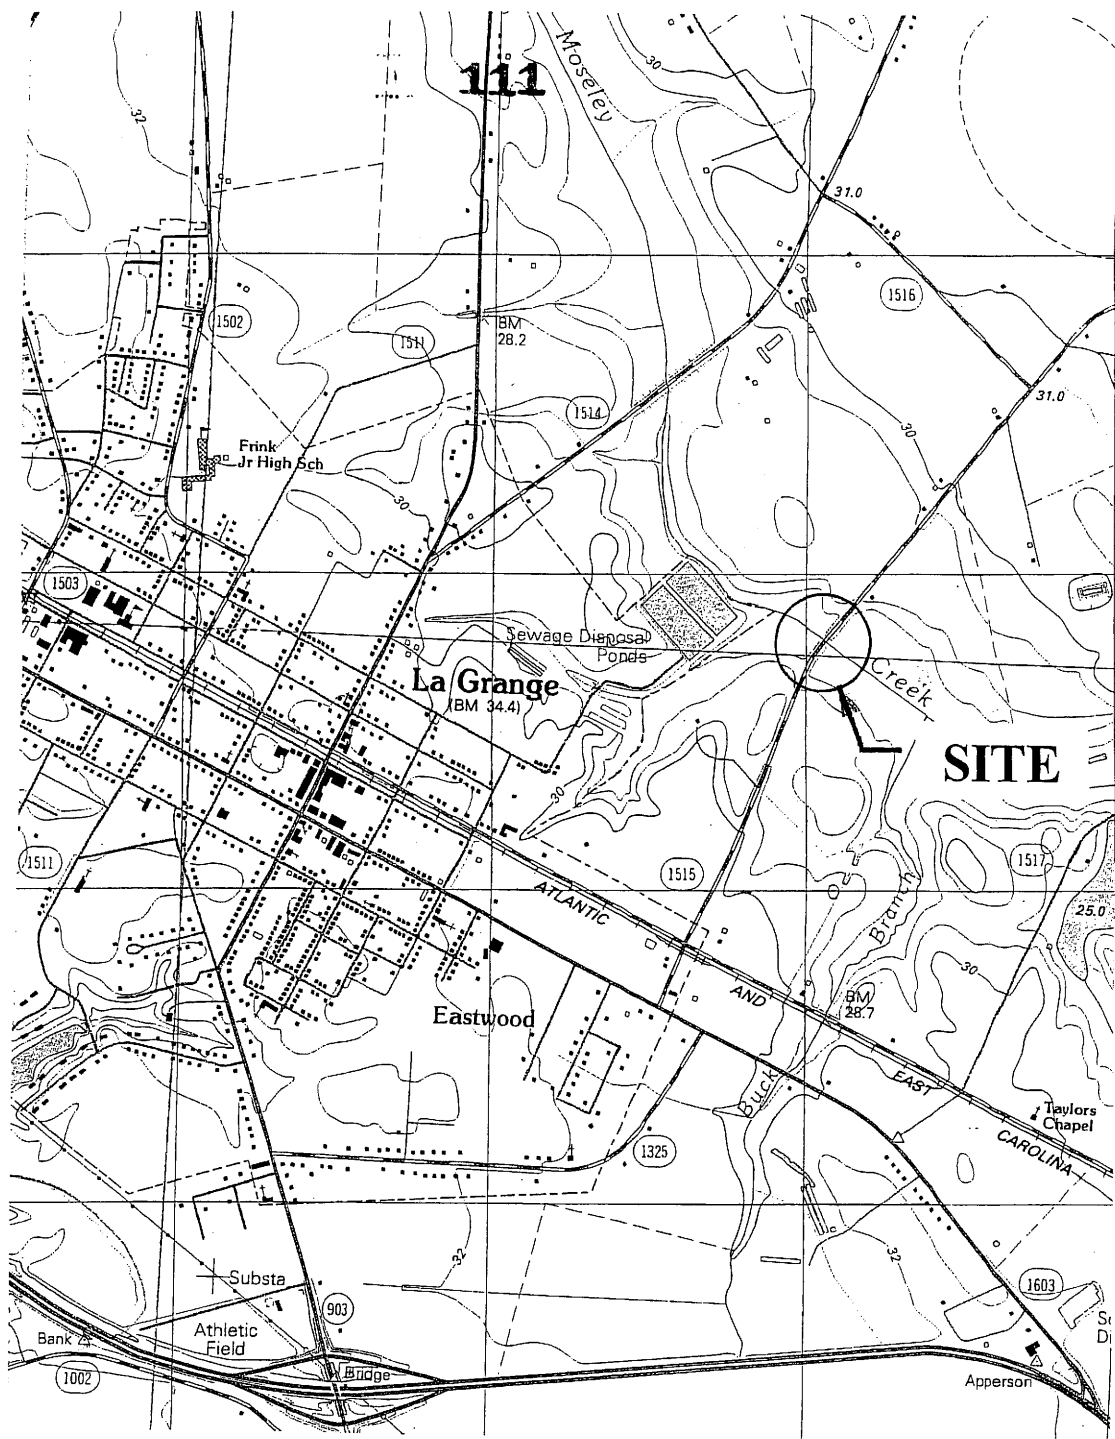 Moseley
30
111
32
31.0
1516
1502
BM
28.2
1511
31.0
1514
30
Frink
Jr High Sch
30
1503
Sewage Disposal
Ponds
Creek
La Grange
(BM 34.4)
SITE
30
1511
1515
1517
ATLANTIC
Branch
25.0
30
AND
BM
28.7
Eastwood
EAST
Buck
Taylors
Chapel
CAROLINA
1325
32
32
Substa
1603
903
Athletic
Field
Bank
Bridge
1002
Apperson